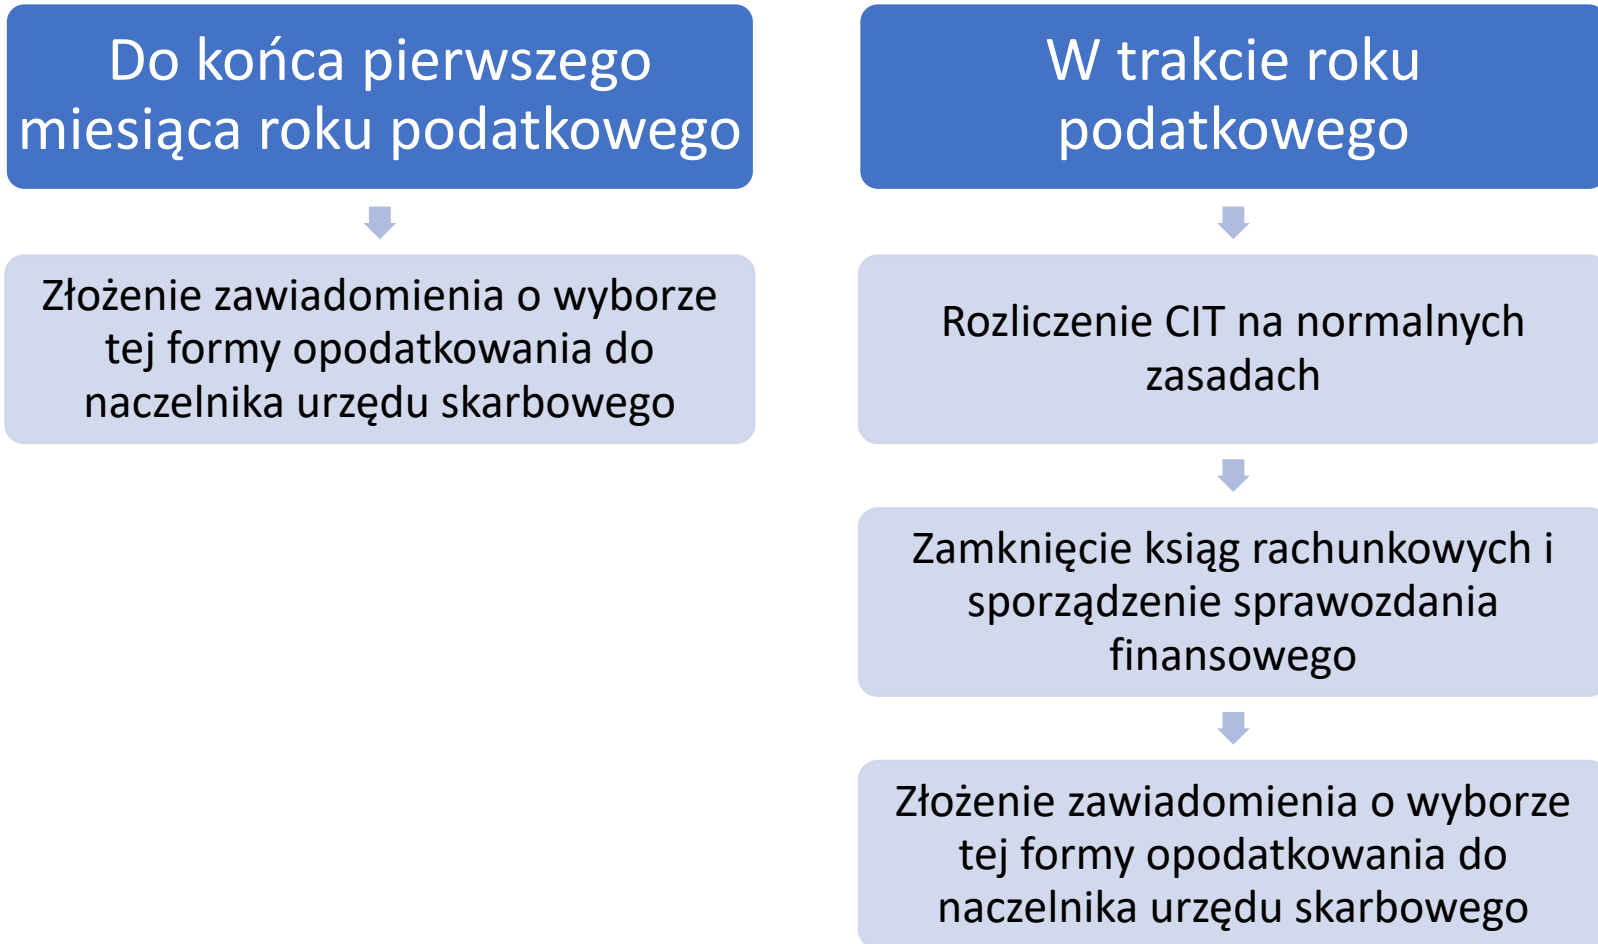 Do końca pierwszego
miesiąca roku podatkowego
Złożenie zawiadomienia o wyborze
tej formy opodatkowania do
naczelnika urzędu skarbowego
W trakcie roku
podatkowego
Rozliczenie CIT na normalnych
zasadach
Zamknięcie ksiąg rachunkowych i
sporządzenie sprawozdania
finansowego
Złożenie zawiadomienia o wyborze
tej formy opodatkowania do
naczelnika urzędu skarbowego